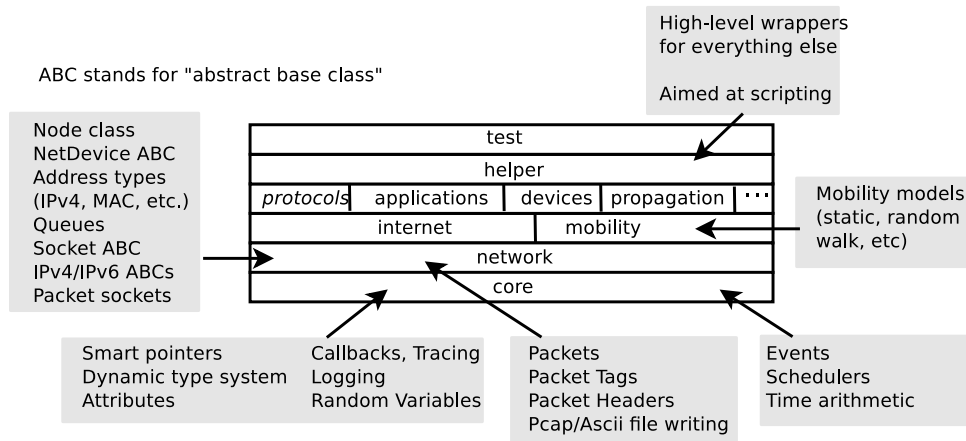 High-level wrappers
for everything else
Aimed at scripting
ABC stands for "abstract base class"
Node class
NetDevice ABC
Address types
(IPv4, MAC, etc.)
Queues
Socket ABC
IPv4/IPv6 ABCs
Packet sockets
test
helper
protocols applications devices propagation ...
internet mobility
network
core
Mobility models
(static, random
walk, etc)
Smart pointers
Dynamic type system
Attributes
Callbacks, Tracing
Logging
Random Variables
Packets
Packet Tags
Packet Headers
Pcap/Ascii file writing
Events
Schedulers
Time arithmetic